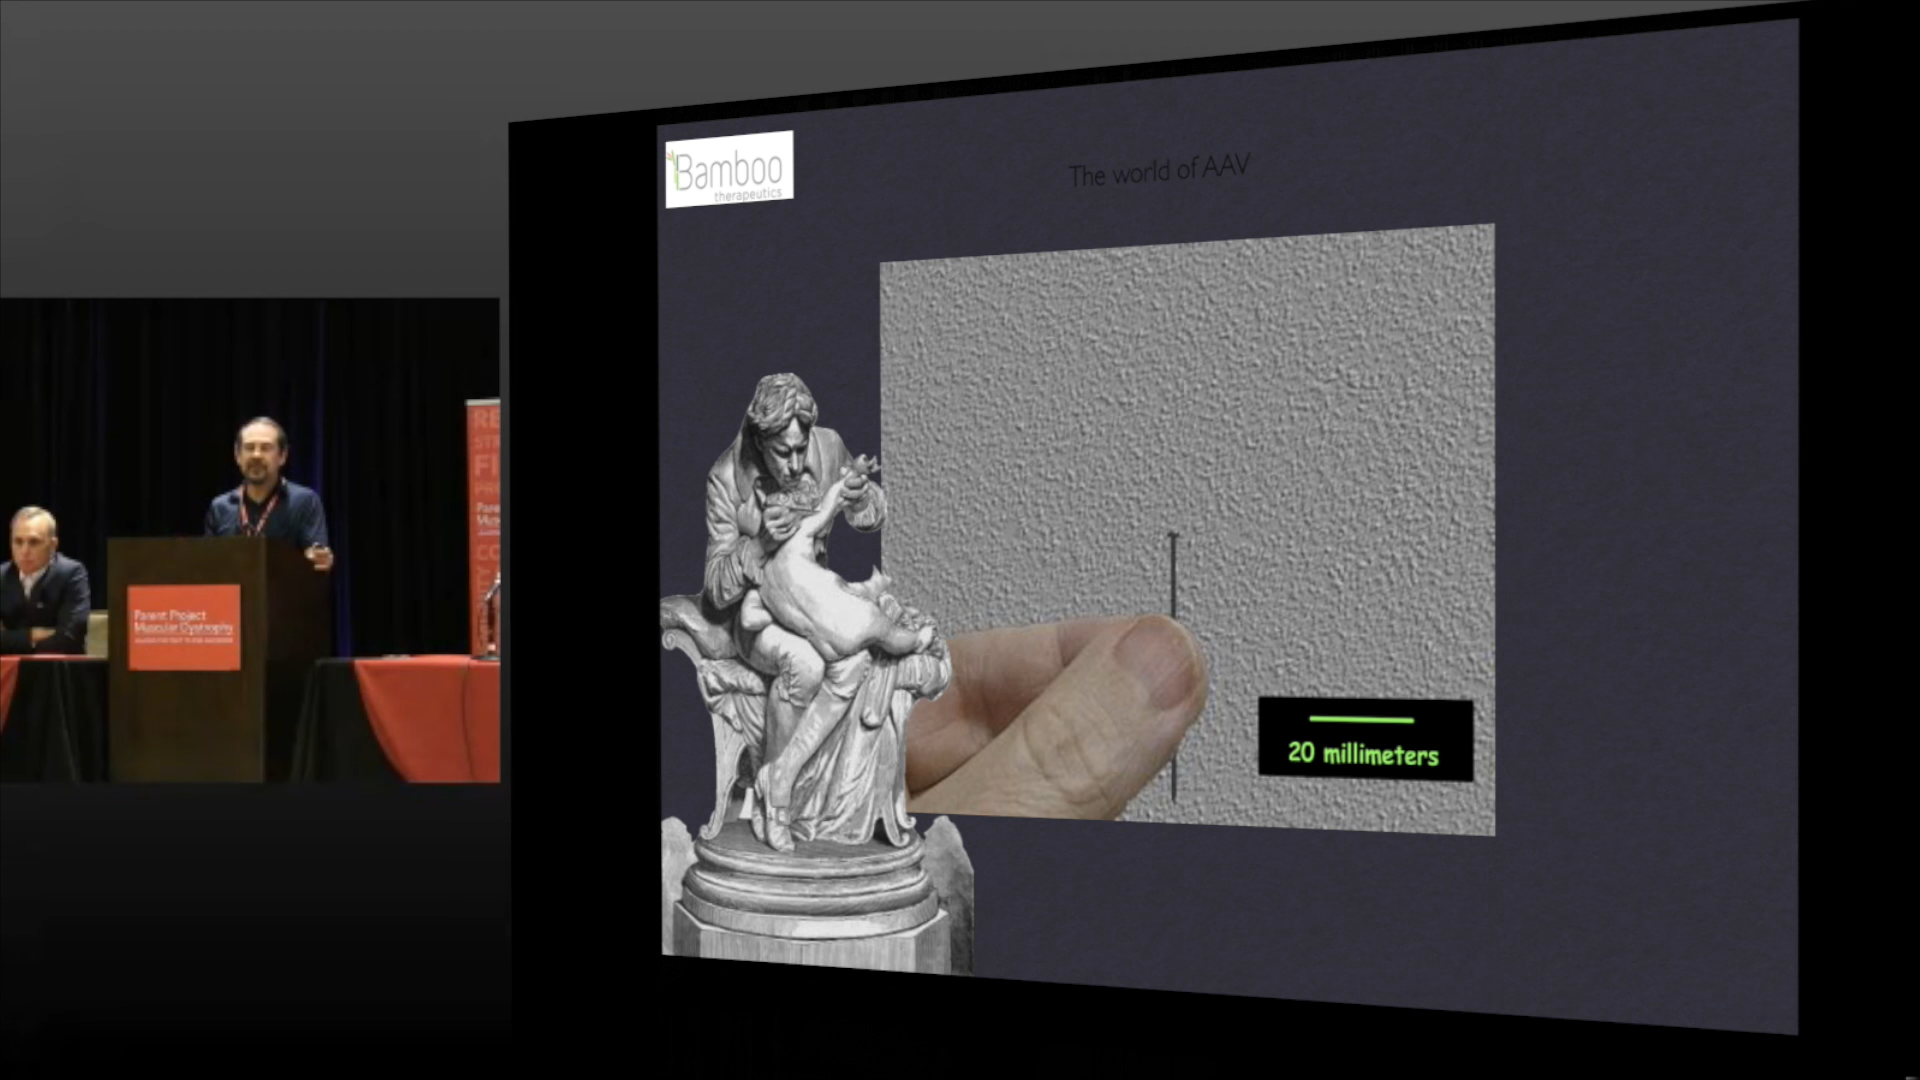 Bamboo
therapeutics
The world of AAV
20 millimeters
Parent Project
Muscular Dystrophy